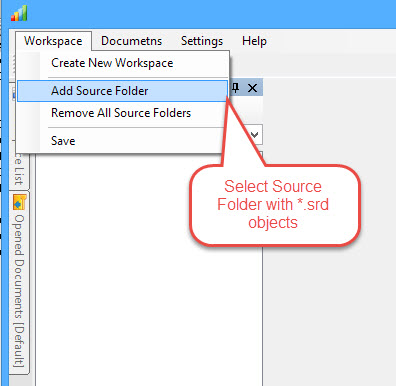 Workspace Documetns Settings Help
Create New Workspace
Add Source Folder
Remove All Source Folders
Save
Select Source
Folder with *.srd
objects
ce List
Opened Documents [Default]